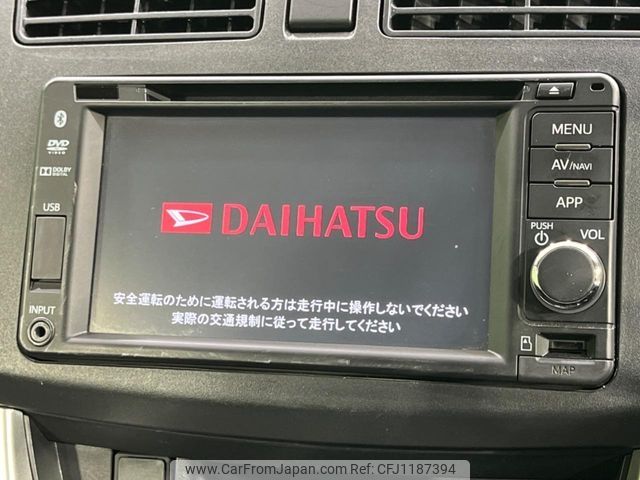 MENU
DVD
VIDEO
DOLBY
DIGITAL
AV/NAVI
USB
APP
DAIHATSU
PUSH
VOL
安全運転のために運転される方は走行中に操作しないでください
実際の交通規制に従って走行してください
INPUT
MAP
www.CarFromJapan.com - CFJ1187394